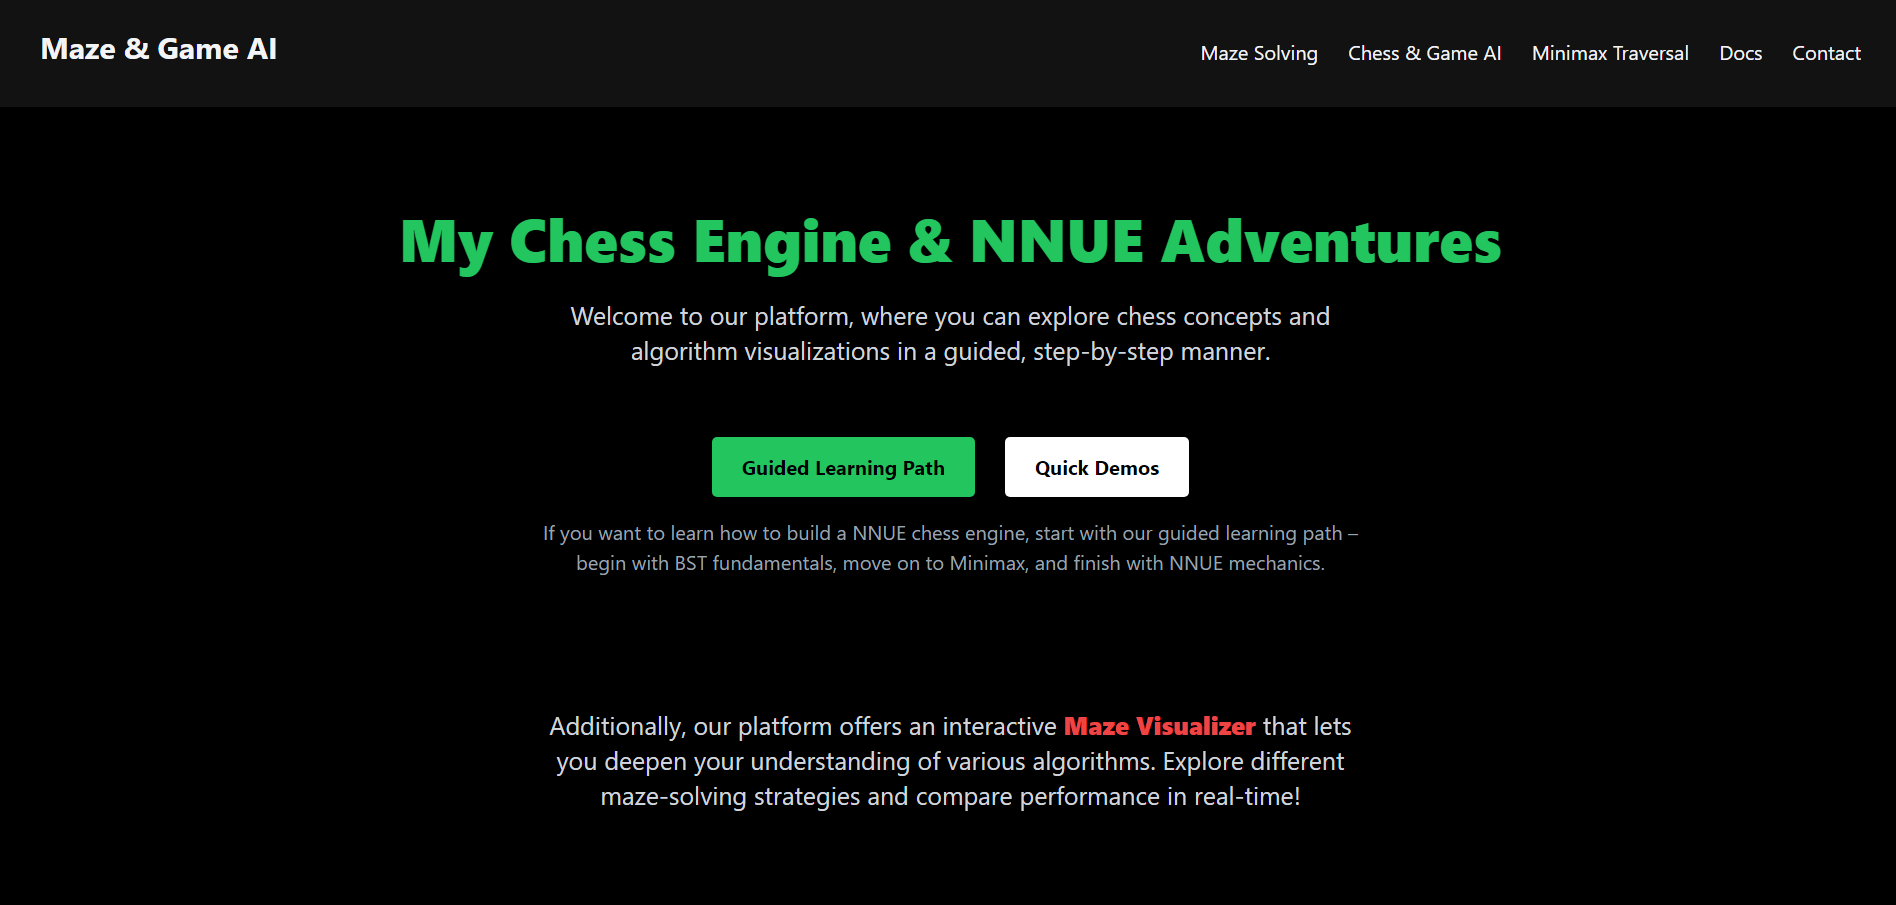 Maze & Game AI
Maze Solving Chess & Game AI Minimax Traversal Docs Contact
My Chess Engine & NNUE Adventures
Welcome to our platform, where you can explore chess concepts and
algorithm visualizations in a guided, step-by-step manner.
Guided Learning Path Quick Demos
If you want to learn how to build a NNUE chess engine, start with our guided learning path –
begin with BST fundamentals, move on to Minimax, and finish with NNUE mechanics.
Additionally, our platform offers an interactive Maze Visualizer that lets
you deepen your understanding of various algorithms. Explore different
maze-solving strategies and compare performance in real-time!